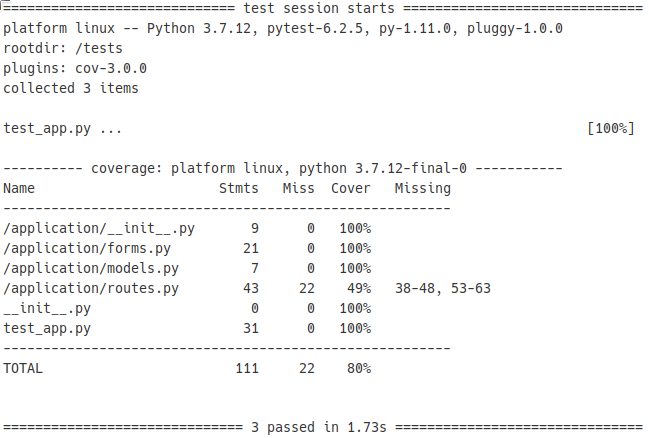 ============================= test session starts ==============================
platform linux -- Python 3.7.12, pytest-6.2.5, py-1.11.0, pluggy-1.0.0
rootdir: /tests
plugins: cov-3.0.0
collected 3 items
test_app.py ... [100%]
---------- coverage: platform linux, python 3.7.12-final-0 -----------
Name Stmts Miss Cover Missing
--------------------------------------------------------
/application/__init__.py 9 0 100%
/application/forms.py 21 0 100%
/application/models.py 7 0 100%
/application/routes.py 43 22 49% 38-48, 53-63
__init__.py 0 0 100%
test_app.py 31 0 100%
--------------------------------------------------------
TOTAL 111 22 80%
============================== 3 passed in 1.73s ===============================